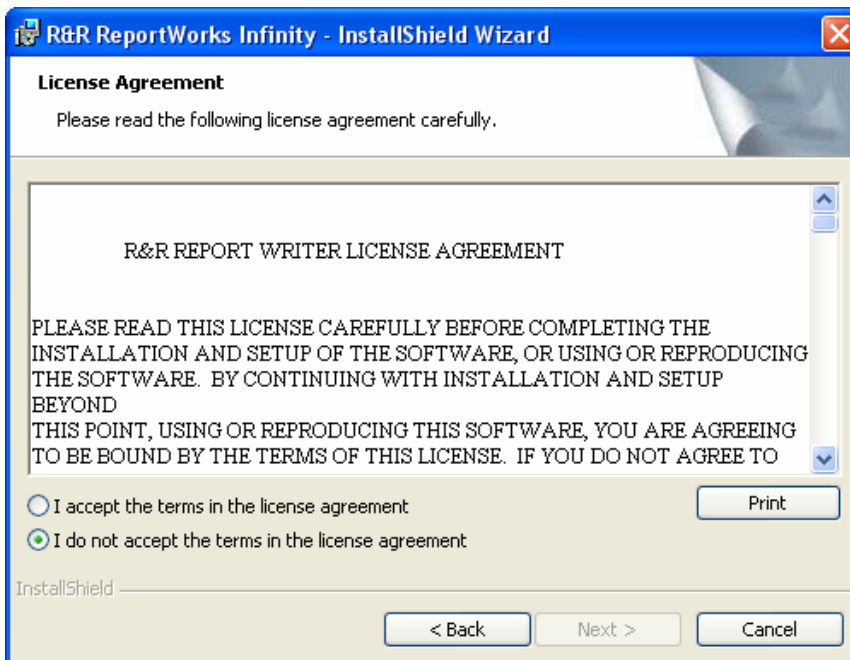 R&R ReportWorks Infinity - InstallShield Wizard
License Agreement
Please read the following license agreement carefully.
R&R REPORT WRITER LICENSE AGREEMENT
PLEASE READ THIS LICENSE CAREFULLY BEFORE COMPLETING THE
INSTALLATION AND SETUP OF THE SOFTWARE, OR USING OR REPRODUCING
THE SOFTWARE.  BY CONTINUING WITH INSTALLATION AND SETUP
BEYOND
THIS POINT, USING OR REPRODUCING THIS SOFTWARE, YOU ARE AGREEING
TO BE BOUND BY THE TERMS OF THIS LICENSE.  IF YOU DO NOT AGREE TO
I accept the terms in the license agreement
Print
I do not accept the terms in the license agreement
InstallShield
< Back
Next >
Cancel